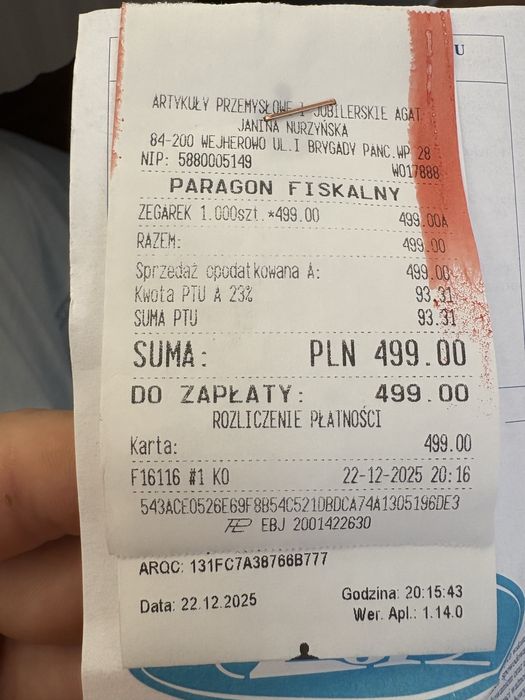 U
ARTYKUŁY PRZEMYSŁOWE I JUBILERSKIE AGAT
JANINA NURZYŃSKA
84-200 WEJHEROWO UL.I BRYGADY PANC.WP 28
NIP: 5880005149 W017888
PARAGON FISKALNY
ZEGAREK 1.000szt.*499.00 499.00A
RAZEM: 499.00
Sprzedaż opodatkowana A: 499.00
Kwota PTU A 23% 93.31
SUMA PTU 93.31
SUMA: PLN 499.00
DO ZAPŁATY: 499.00
ROZLICZENIE PŁATNOŚCI
Karta: 499.00
F16116 #1 KO 22-12-2025 20:16
543ACE0526E69F8B54C521DBDCA74A1305196DE3
EBJ 2001422630
ARQC: 131FC7A38766B777
Data: 22.12.2025 Godzina: 20:15:43
Wer. Apl.: 1.14.0